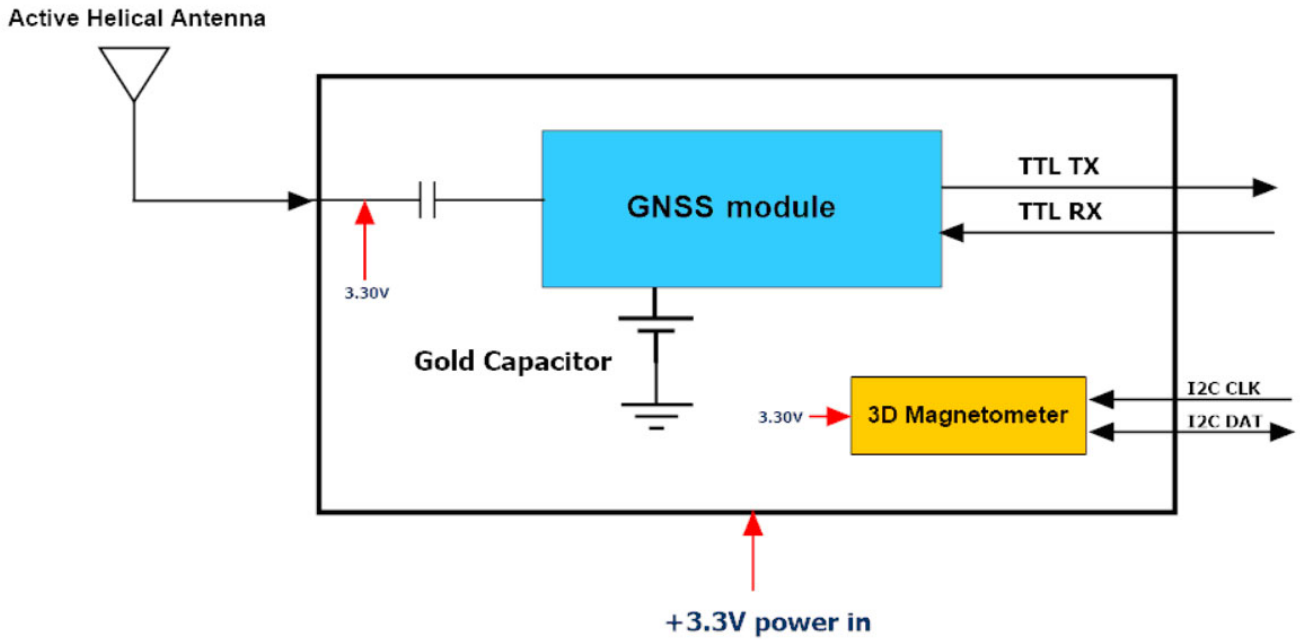 Active Helical Antenna
GNSS module
TTL TX
TTL RX
3.30V
Gold Capacitor
3.30V
3D Magnetometer
I2C CLK
I2C DAT
+3.3V power in